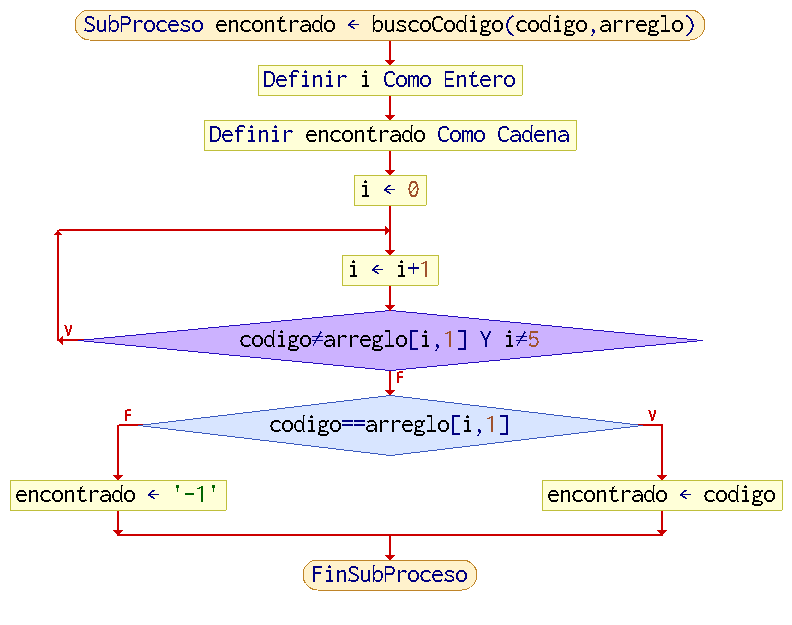 SubProceso encontrado ← buscoCodigo(codigo,arreglo)
Definir i Como Entero
Definir encontrado Como Cadena
i ← 0
i ← i+1
V
codigo≠arreglo[i,1] Y i≠5
F
F
V
codigo==arreglo[i,1]
encontrado ← '-1'
encontrado ← codigo
FinSubProceso